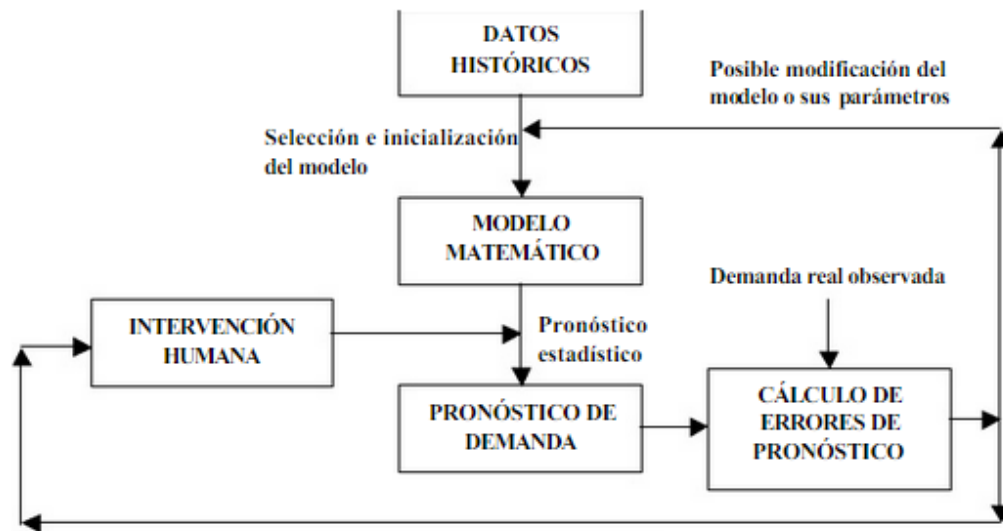 DATOS
HISTÓRICOS
Posible modificación del
modelo o sus parámetros
Selección e inicialización
del modelo
MODELO
MATEMÁTICO
Demanda real observada
INTERVENCIÓN
HUMANA
Pronóstico
estadístico
PRONÓSTICO DE
DEMANDA
CÁLCULO DE
ERRORES DE
PRONÓSTICO